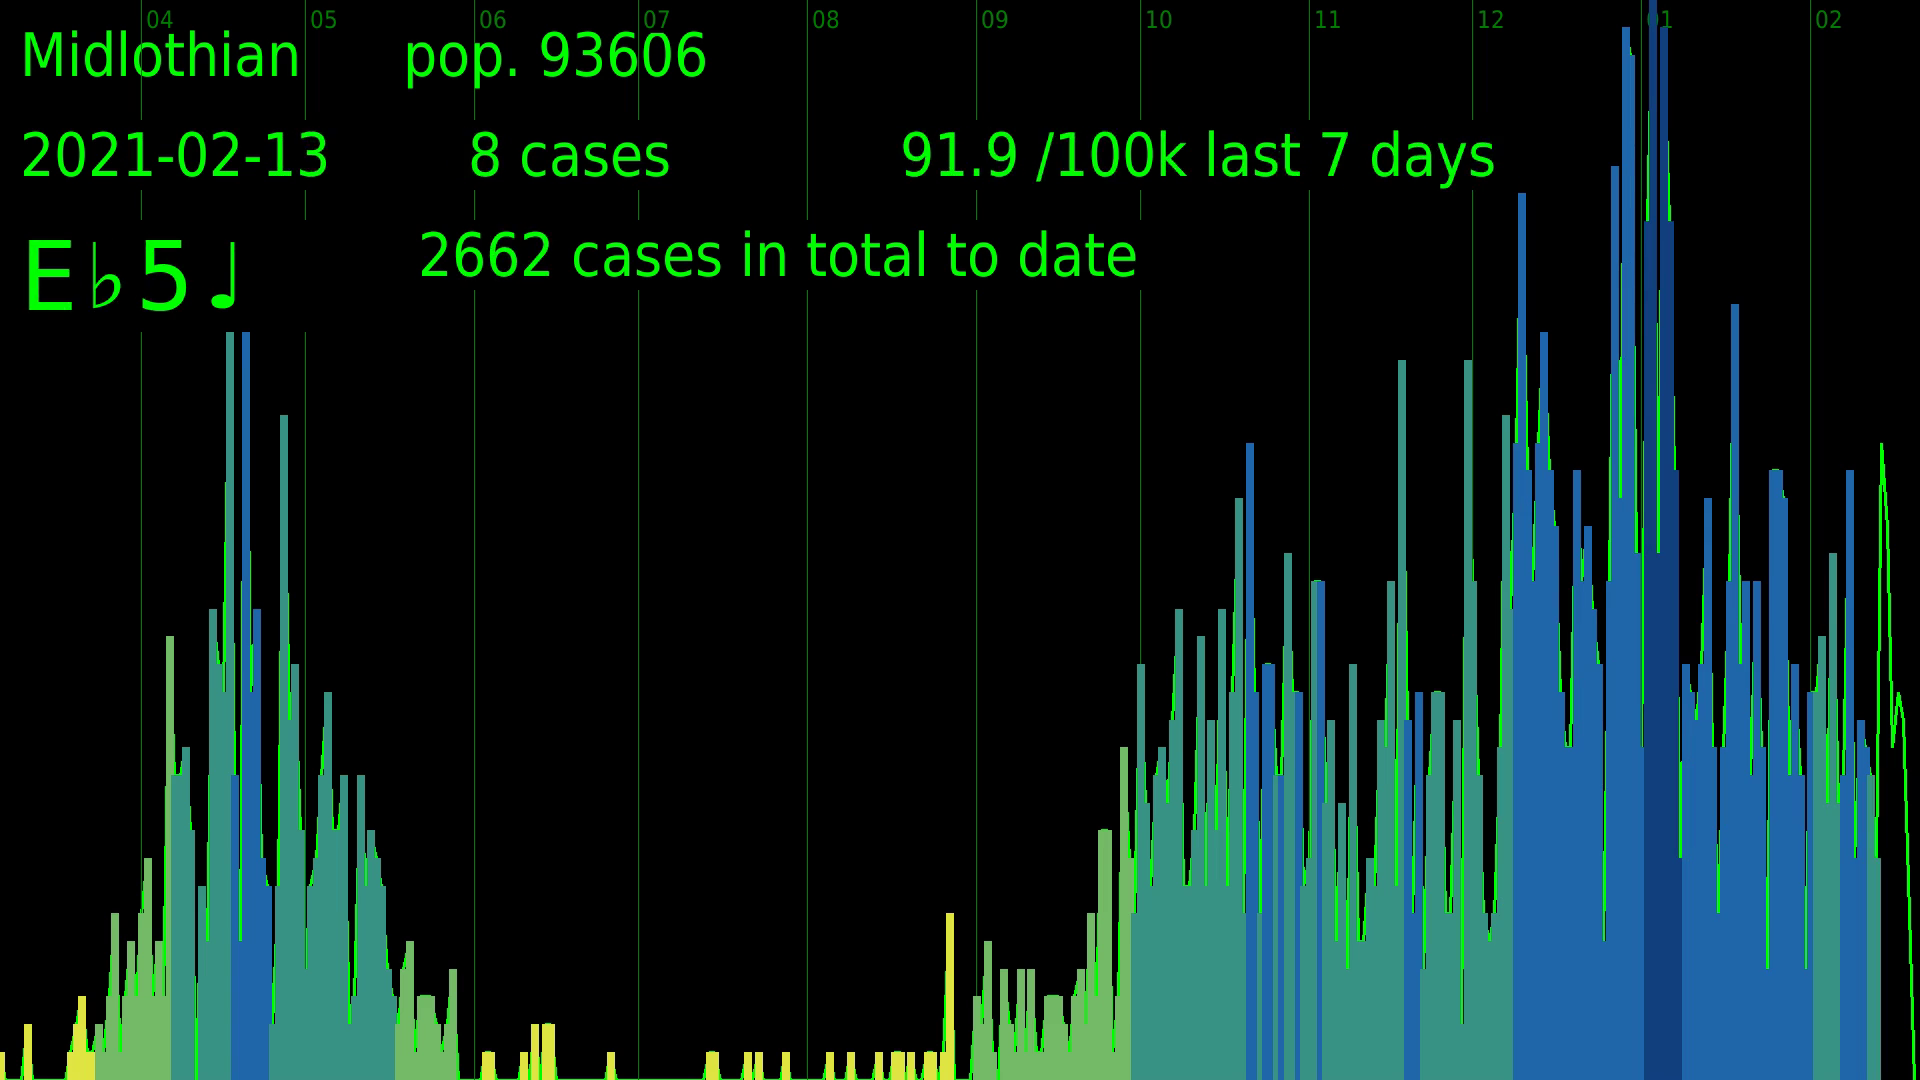 04 05 06 07 08 09 10 11 12 01 02
Midlothian pop. 93606
2021-02-13 8 cases 91.9 /100k last 7 days
E♭5♩ 2662 cases in total to date